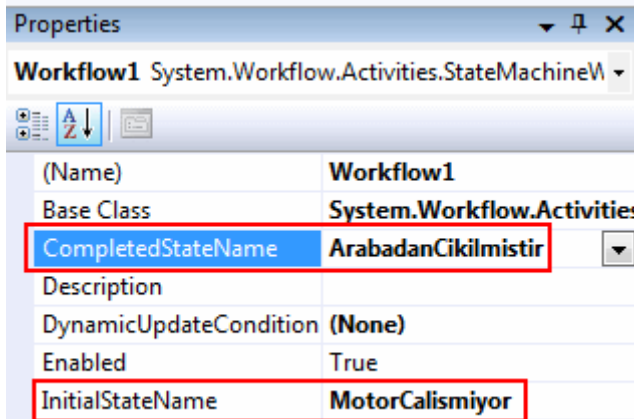 Properties
Workflow1 System.Workflow.Activities.StateMachineW
(Name) Workflow1
Base Class System.Workflow.Activities
CompletedStateName ArabadanCikilmistir
Description
DynamicUpdateCondition (None)
Enabled True
InitialStateName MotorCalismiyor